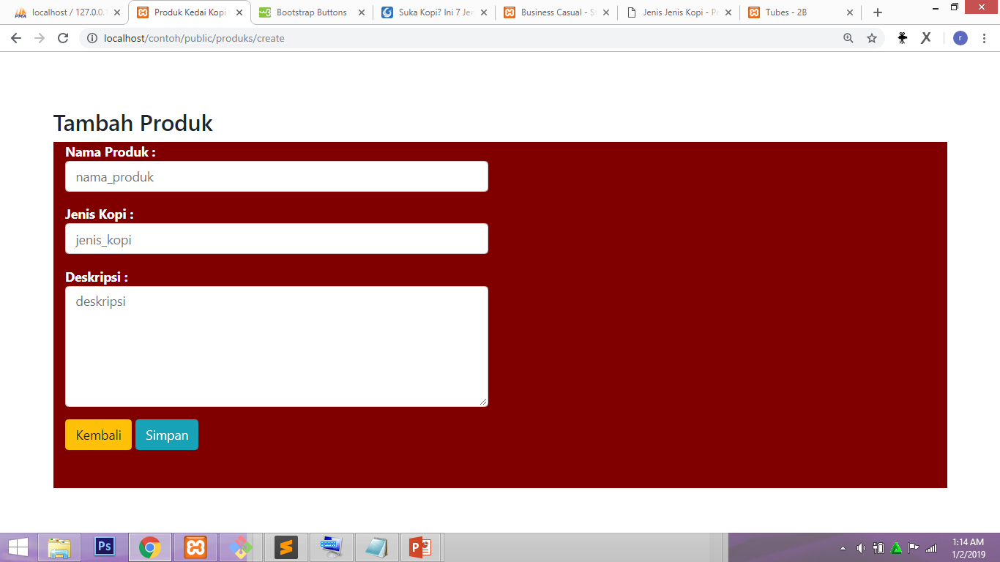 localhost / 127.0.0.1
Produk Kedai Kopi
Bootstrap Buttons
Suka Kopi? Ini 7 Jer
Business Casual - S
Jenis Jenis Kopi - P
Tubes - 2B
localhost/contoh/public/produks/create
r
Tambah Produk
Nama Produk :
nama_produk
Jenis Kopi :
jenis_kopi
Deskripsi :
deskripsi
Kembali
Simpan
1:14 AM
1/2/2019